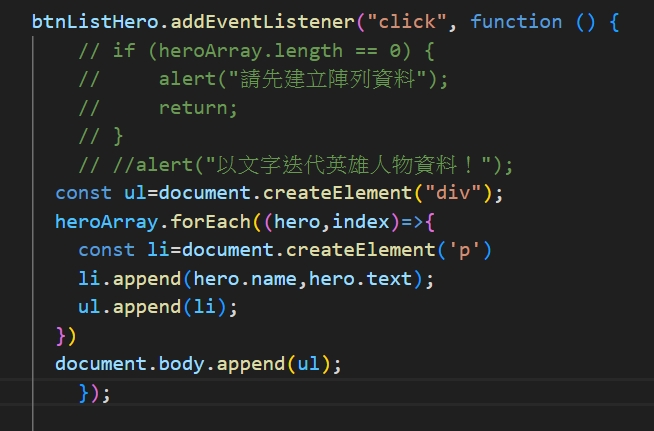 btnListHero.addEventListener("click", function () {
// if (heroArray.length == 0) {
//     alert("請先建立陣列資料");
//     return;
// }
// //alert("以文字迭代英雄人物資料！");
const ul=document.createElement("div");
heroArray.forEach((hero,index)=>{
const li=document.createElement('p')
li.append(hero.name,hero.text);
ul.append(li);
})
document.body.append(ul);
});